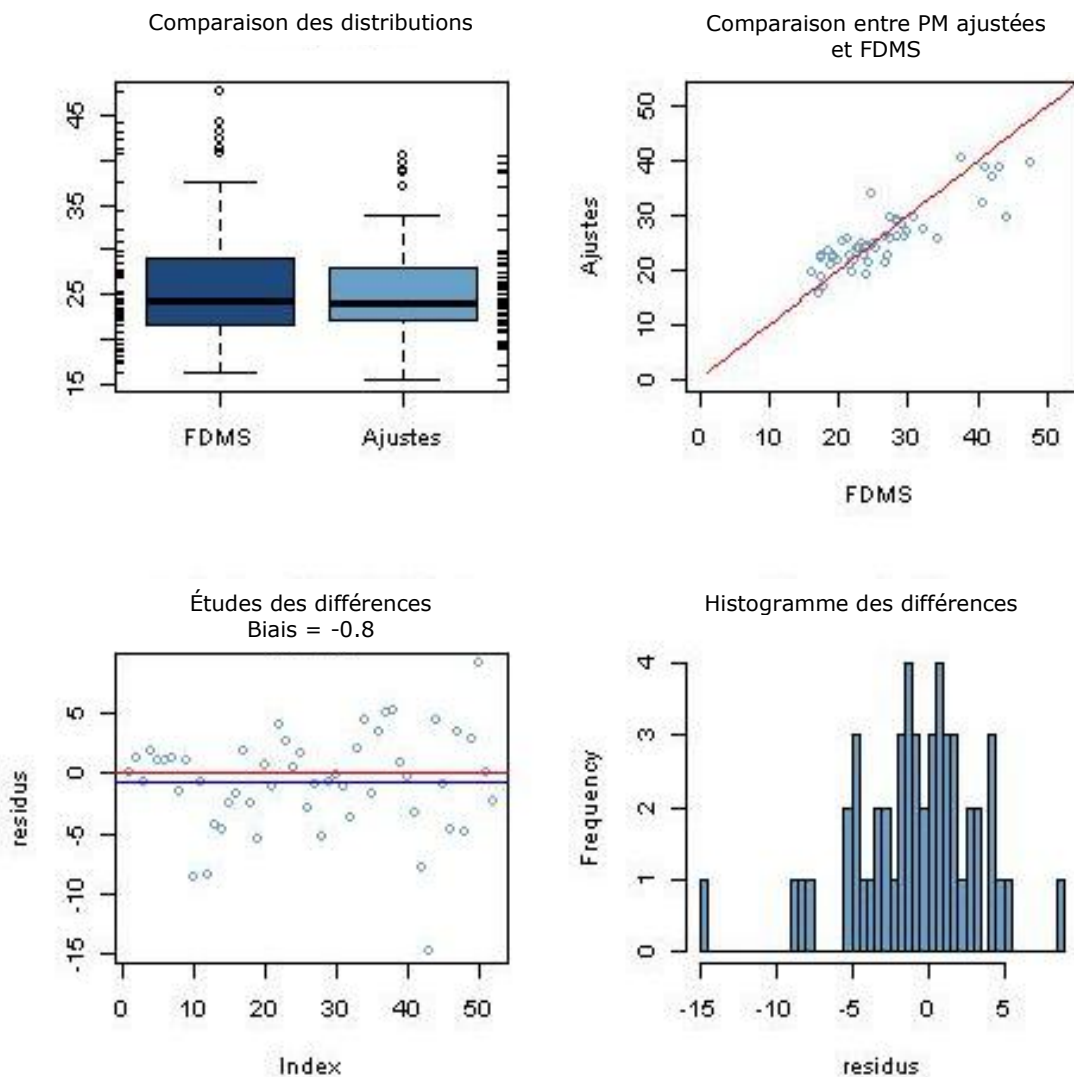 Comparaison des distributions
45
35
25
15
FDMS
Ajustes
Comparaison entre PM ajustées
et FDMS
Ajustes
50
40
30
20
10
0
0 10 20 30 40 50
FDMS
Études des différences
Biais = -0.8
residus
5
0
-5
-10
-15
0 10 20 30 40 50
Index
Histogramme des différences
Frequency
4
3
2
1
0
-15 -10 -5 0 5
residus